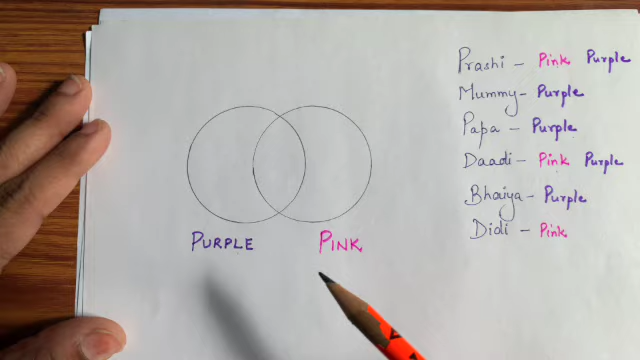 Prashi - Pink Purple
Mummy - Purple
Papa - Purple
Daadi - Pink Purple
Bhaiya - Purple
Didi - Pink
PURPLE PINK